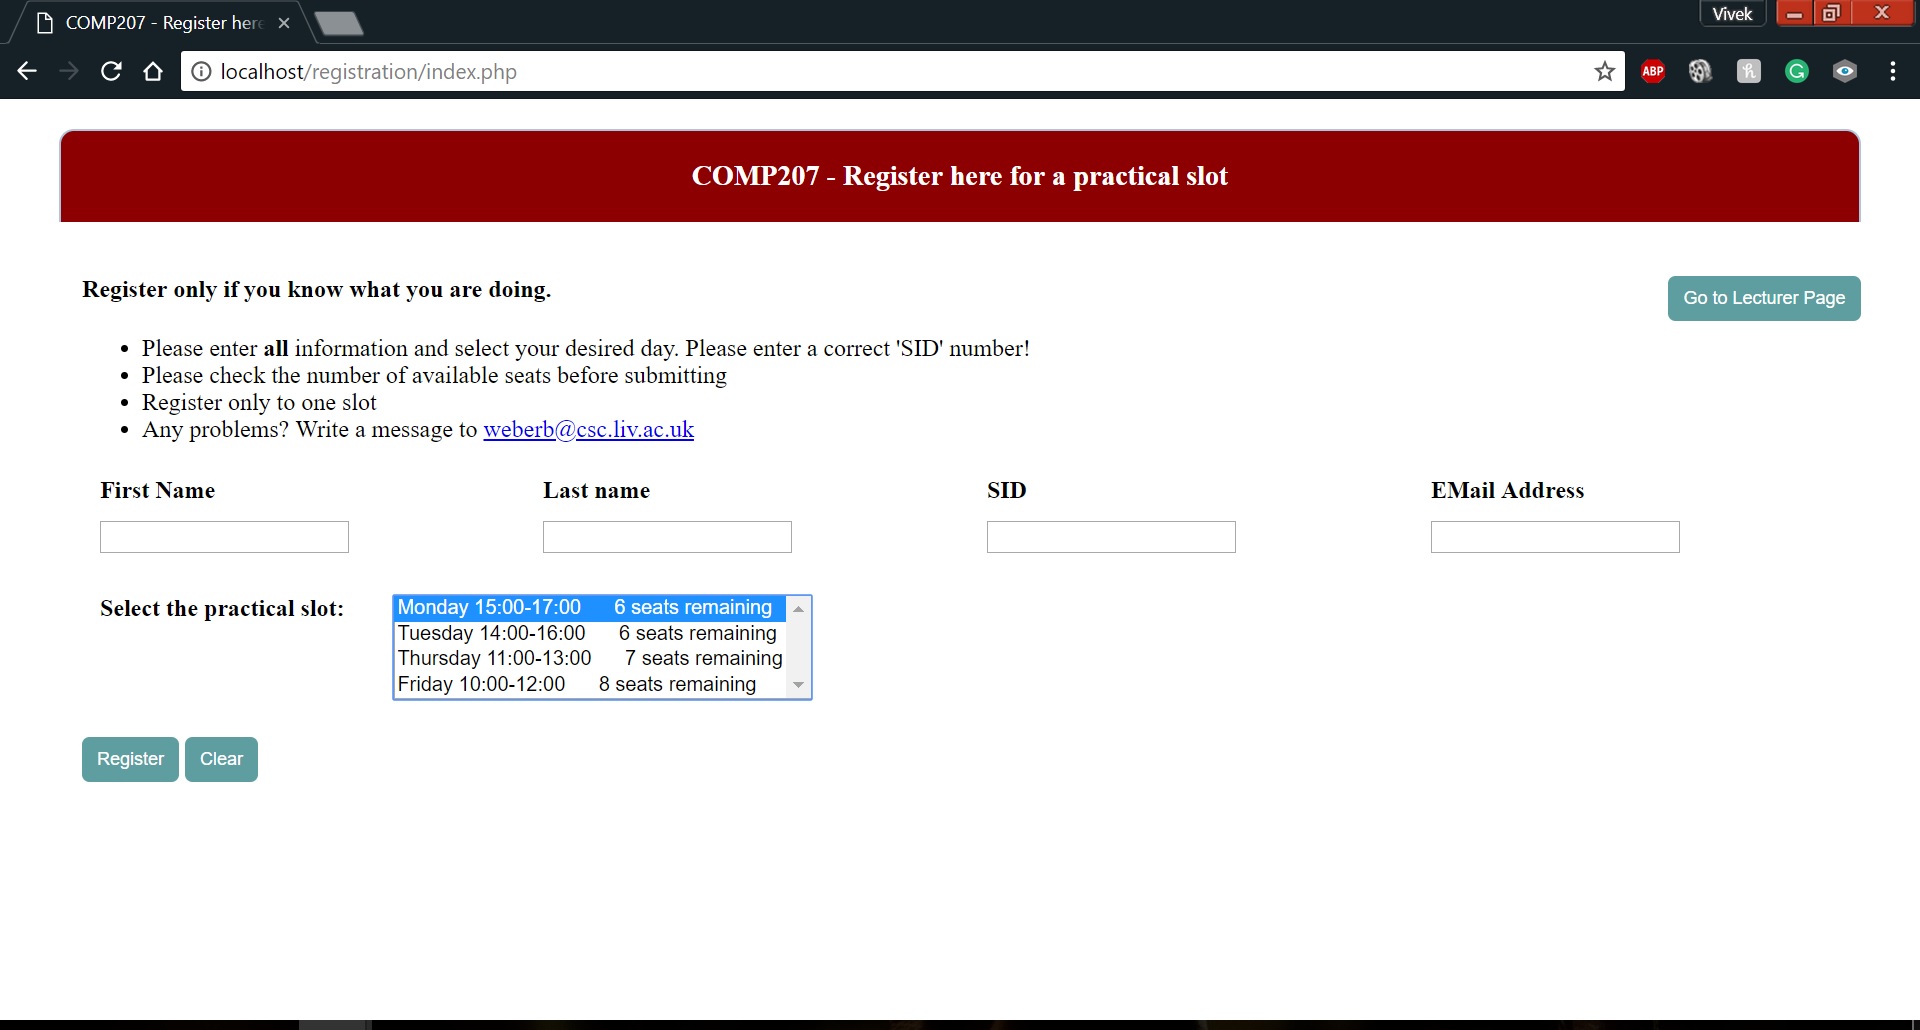 COMP207 - Register here
Vivek
localhost/registration/index.php
ABP
COMP207 - Register here for a practical slot
Register only if you know what you are doing.
Go to Lecturer Page
Please enter all information and select your desired day. Please enter a correct 'SID' number!
Please check the number of available seats before submitting
Register only to one slot
Any problems? Write a message to weberb@csc.liv.ac.uk
First Name Last name SID EMail Address
Select the practical slot:
Monday 15:00-17:00 6 seats remaining
Tuesday 14:00-16:00 6 seats remaining
Thursday 11:00-13:00 7 seats remaining
Friday 10:00-12:00 8 seats remaining
Register Clear